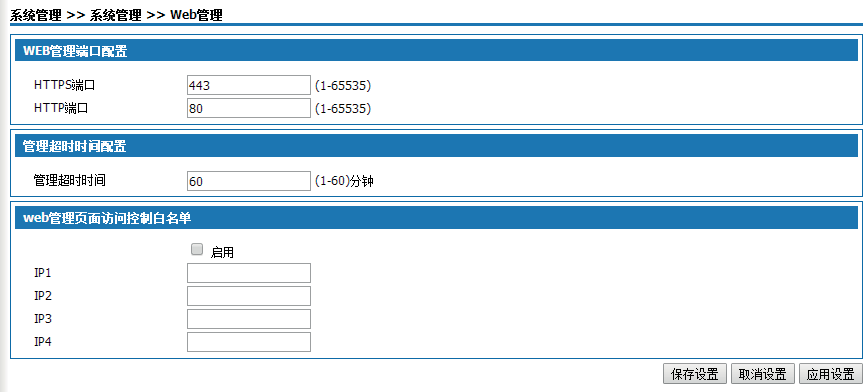 系统管理 >> 系统管理 >> Web管理
WEB管理端口配置
HTTPS端口 443 (1-65535)
HTTP端口 80 (1-65535)
管理超时时间配置
管理超时时间 60 (1-60)分钟
web管理页面访问控制白名单
启用
IP1
IP2
IP3
IP4
保存设置 取消设置 应用设置